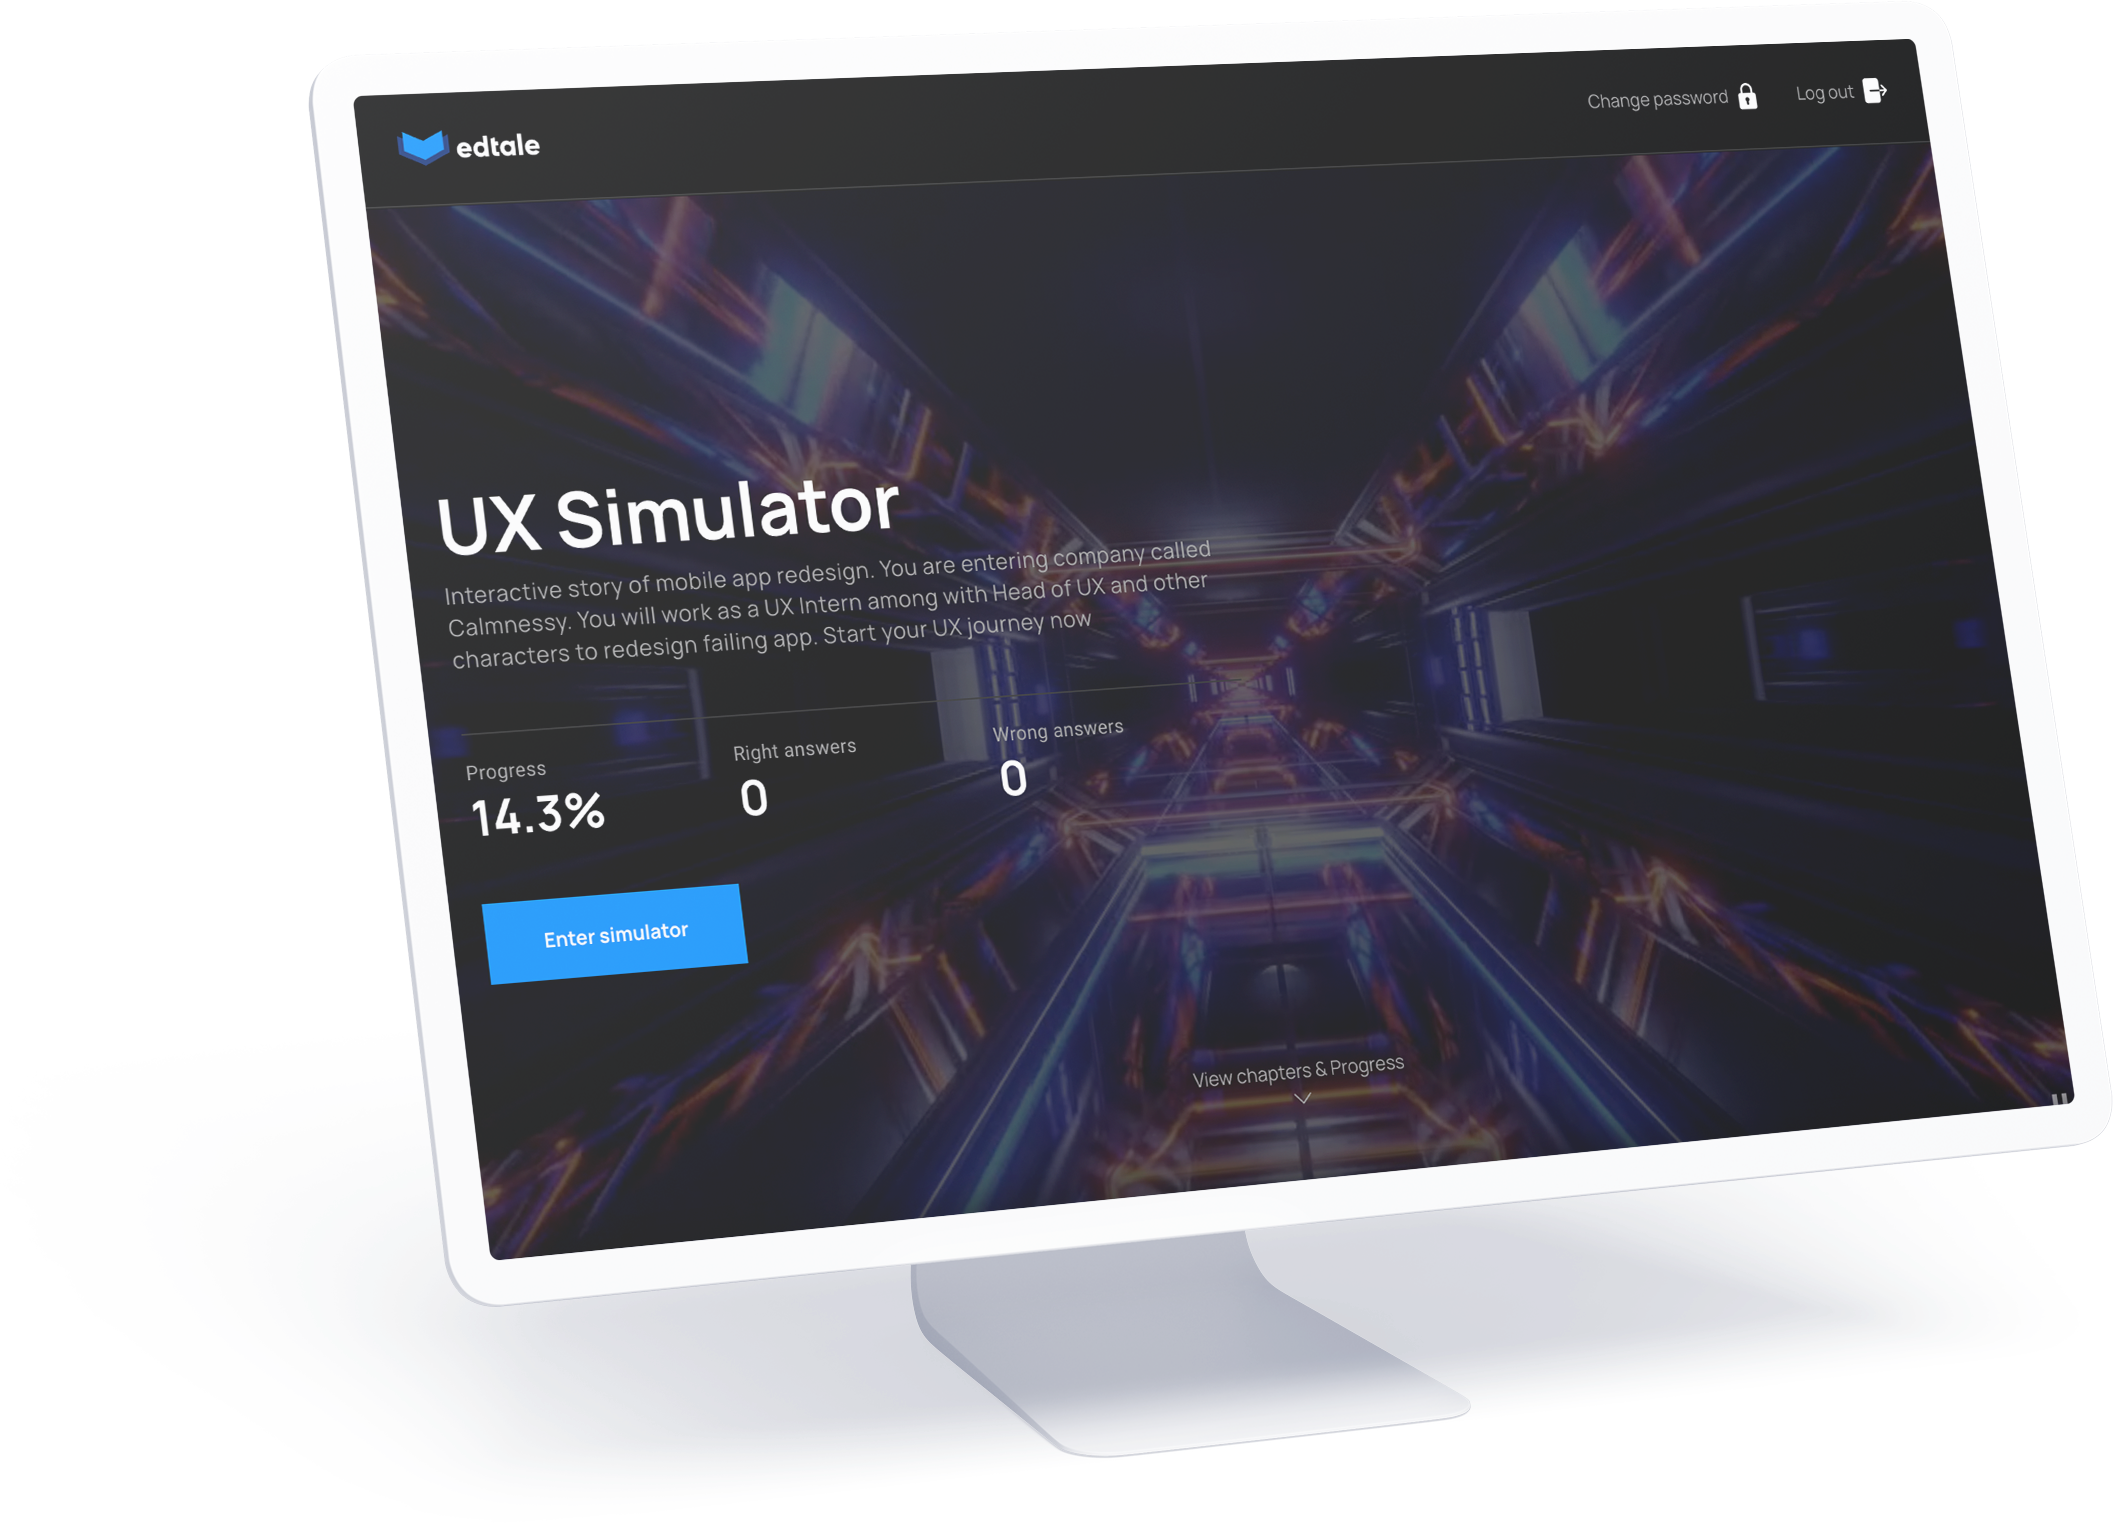 edtale
Change password
Log out
UX Simulator
Interactive story of mobile app redesign. You are entering company called
Calmnessy. You will work as a UX Intern among with Head of UX and other
characters to redesign failing app. Start your UX journey now
Progress
14.3%
Right answers
0
Wrong answers
0
Enter simulator
View chapters & Progress